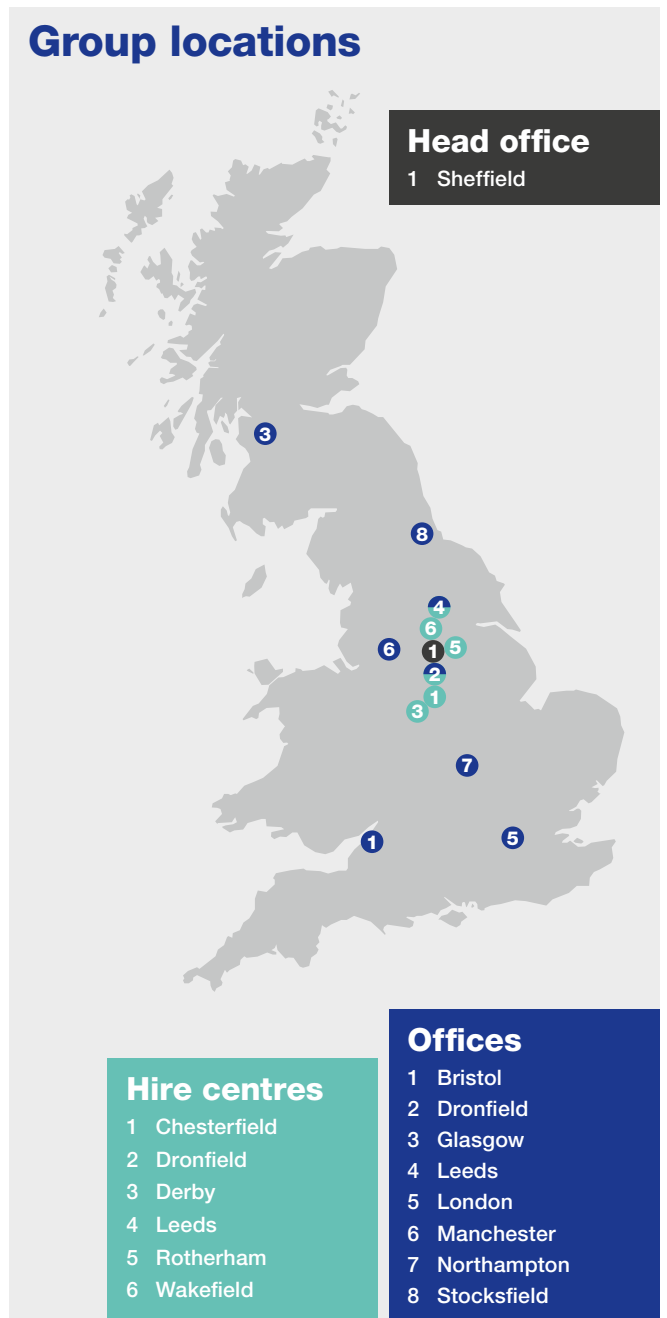 Group locations
Head office
1 Sheffield
3
8
4
6
6
1
5
2
1
3
7
1
5
Hire centres
1 Chesterfield
2 Dronfield
3 Derby
4 Leeds
5 Rotherham
6 Wakefield
Offices
1 Bristol
2 Dronfield
3 Glasgow
4 Leeds
5 London
6 Manchester
7 Northampton
8 Stocksfield